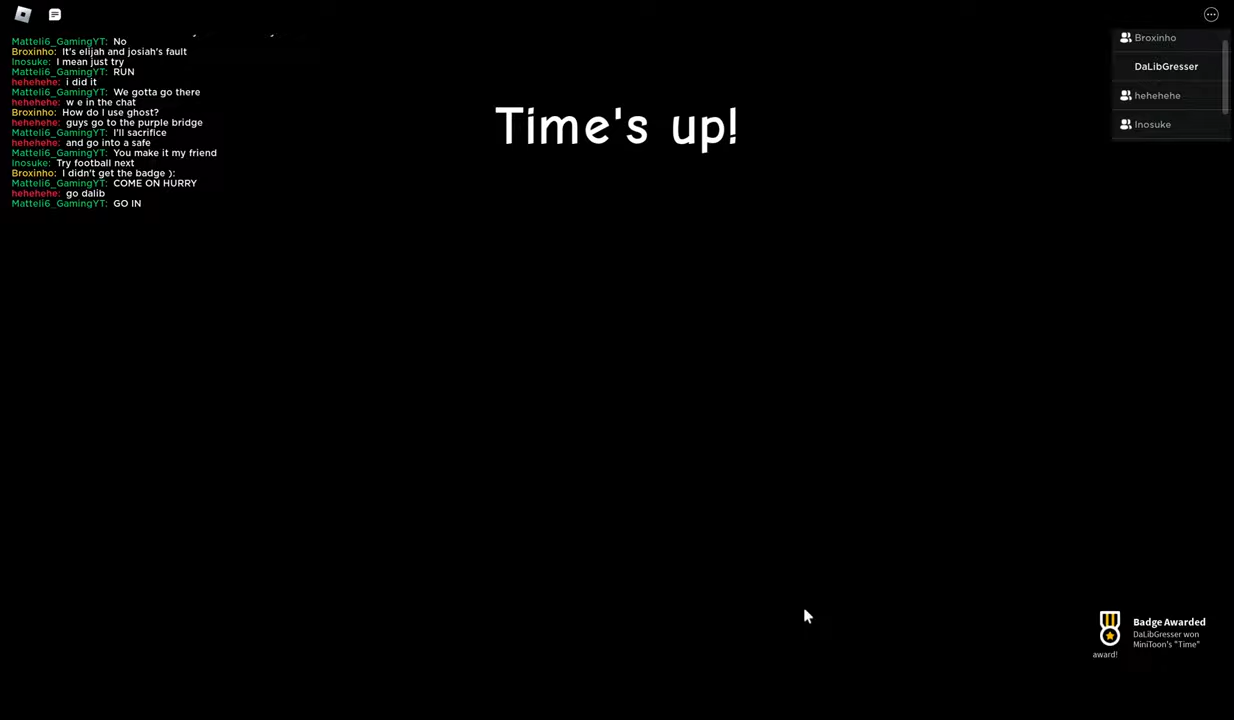 Matteli6_GamingYT: No
Broxinho: It's elijah and josiah's fault
Inosuke: I mean just try
Matteli6_GamingYT: RUN
hehehehe: i did it
Matteli6_GamingYT: We gotta go there
hehehehe: w e in the chat
Broxinho: How do I use ghost?
hehehehe: guys go to the purple bridge
Matteli6_GamingYT: I'll sacrifice
hehehehe: and go into a safe
Matteli6_GamingYT: You make it my friend
Inosuke: Try football next
Broxinho: I didn't get the badge ):
Matteli6_GamingYT: COME ON HURRY
hehehehe: go dalib
Matteli6_GamingYT: GO IN
Time's up!
Broxinho
DaLibGresser
hehehehe
Inosuke
Badge Awarded
DaLibGresser won
MiniToon's "Time"
award!